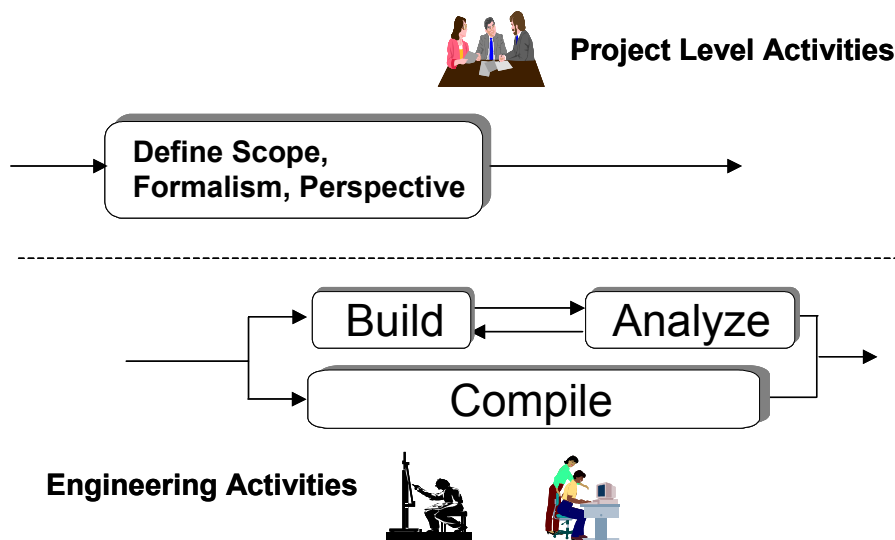 Project Level Activities
Define Scope,
Formalism, Perspective
Build
Analyze
Compile
Engineering Activities